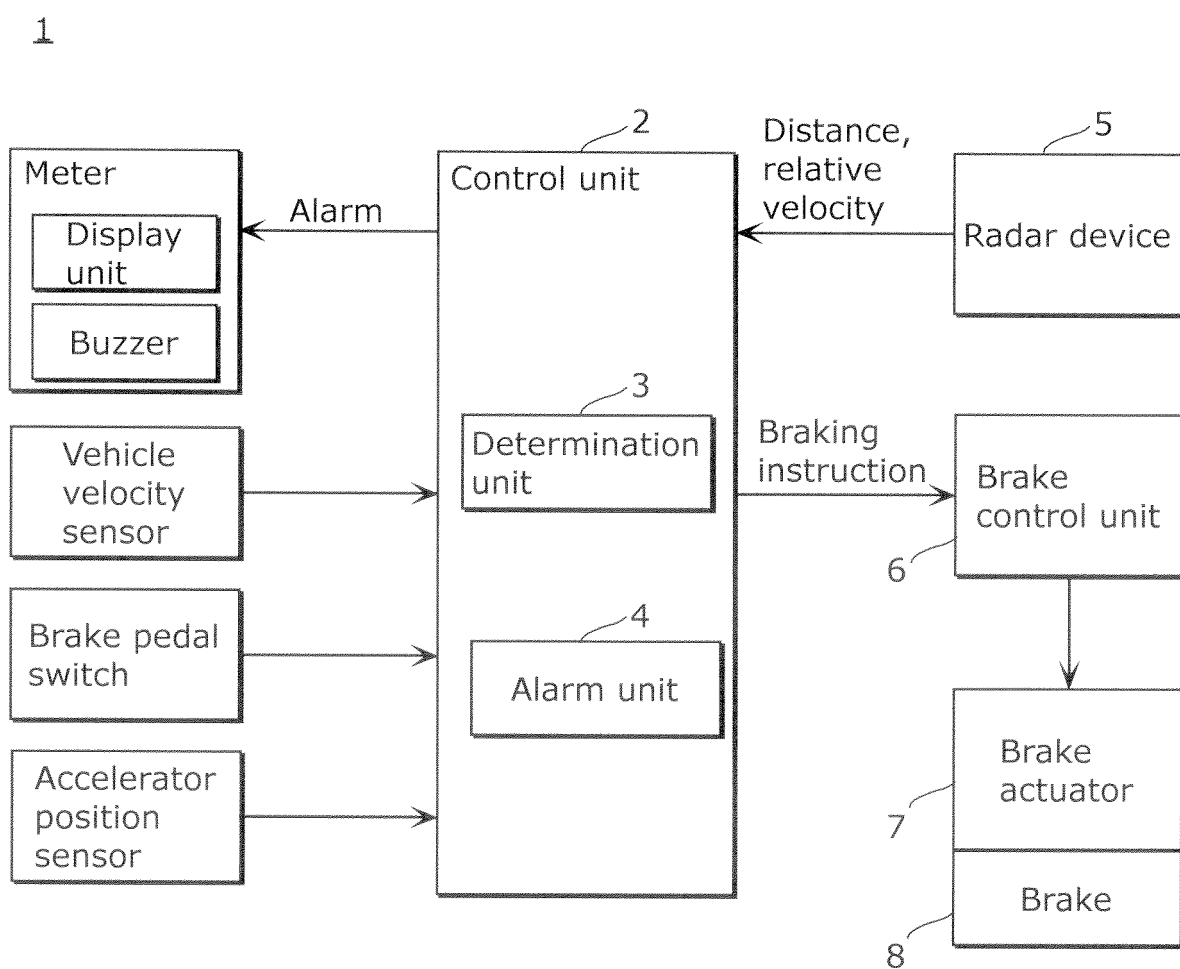 1
Meter
Display
unit
Buzzer
Alarm
2
Control unit
Distance,
relative
velocity
5
Radar device
Vehicle
velocity
sensor
3
Determination
unit
Braking
instruction
Brake
control unit
6
Brake pedal
switch
4
Alarm unit
Accelerator
position
sensor
Brake
actuator
7
Brake
8